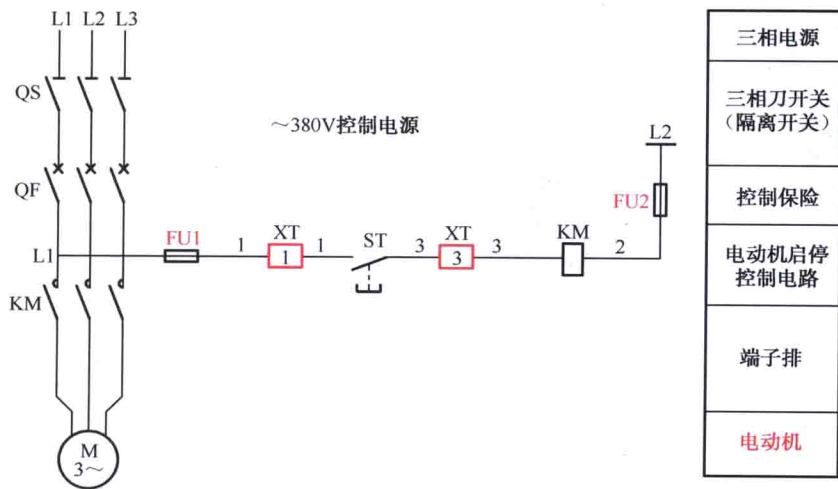 L1 L2 L3
QS
～380V控制电源
L2
QF
FU2
L1
FU1
1
XT
1
1
ST
3
XT
3
3
KM
2
KM
M
3～
三相电源
三相刀开关
（隔离开关）
控制保险
电动机启停
控制电路
端子排
电动机